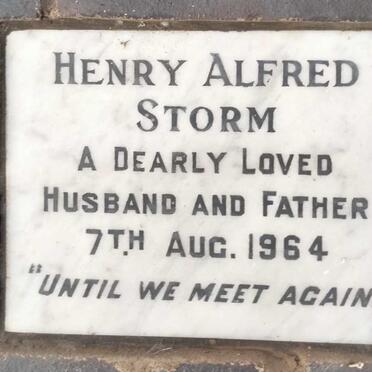 HENRY ALFRED
STORM
A DEARLY LOVED
HUSBAND AND FATHER
7TH AUG. 1964
"UNTIL WE MEET AGAIN